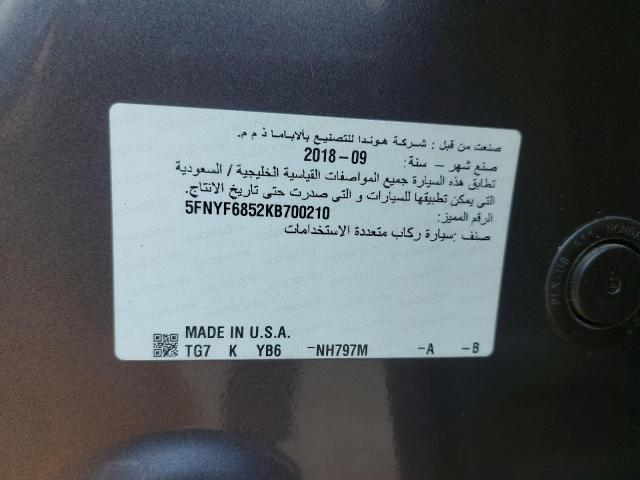 صنعت من قبل : شركة هوندا للتصنيع بألاباما ذ م م.
صنع شهر – سنة: 2018-09
تطابق هذه السيارة جميع المواصفات القياسية الخليجية / السعودية
التي يمكن تطبيقها للسيارات و التي صدرت حتى تاريخ الانتاج.
الرقم المميز: 5FNYF6852KB700210
صنف :سيارة ركاب متعددة الاستخدامات
MADE IN U.S.A.
TG7 K YB6 -NH797M -A -B
HONDA